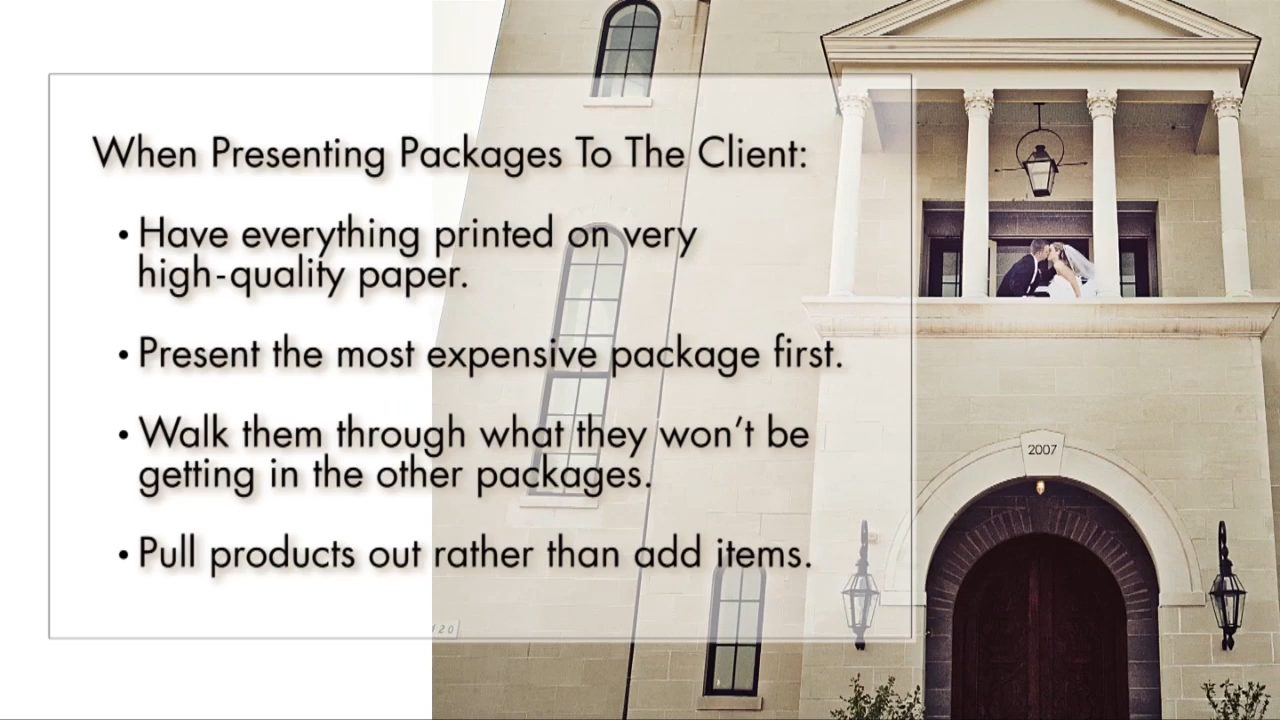 When Presenting Packages To The Client:
• Have everything printed on very
high-quality paper.
• Present the most expensive package first.
• Walk them through what they won't be
getting in the other packages.
• Pull products out rather than add items.
2007
120